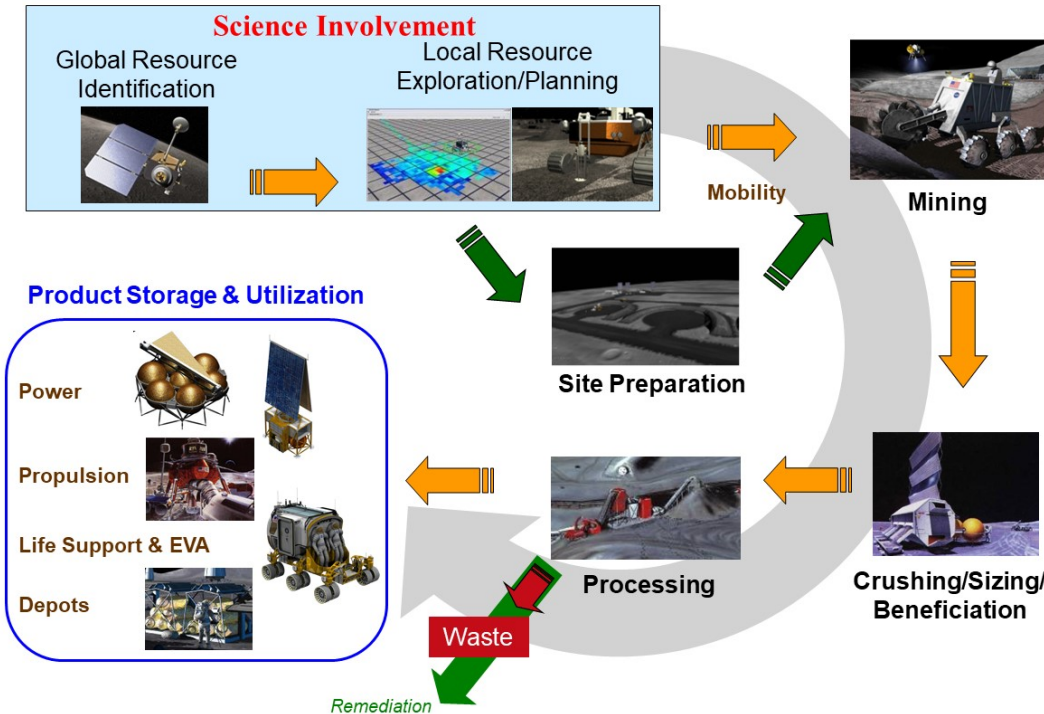 Science Involvement
Global Resource
Identification
Local Resource
Exploration/Planning
Mobility
Mining
Site Preparation
Product Storage & Utilization
Power
Propulsion
Life Support & EVA
Depots
Processing
Crushing/Sizing/
Beneficiation
Waste
Remediation